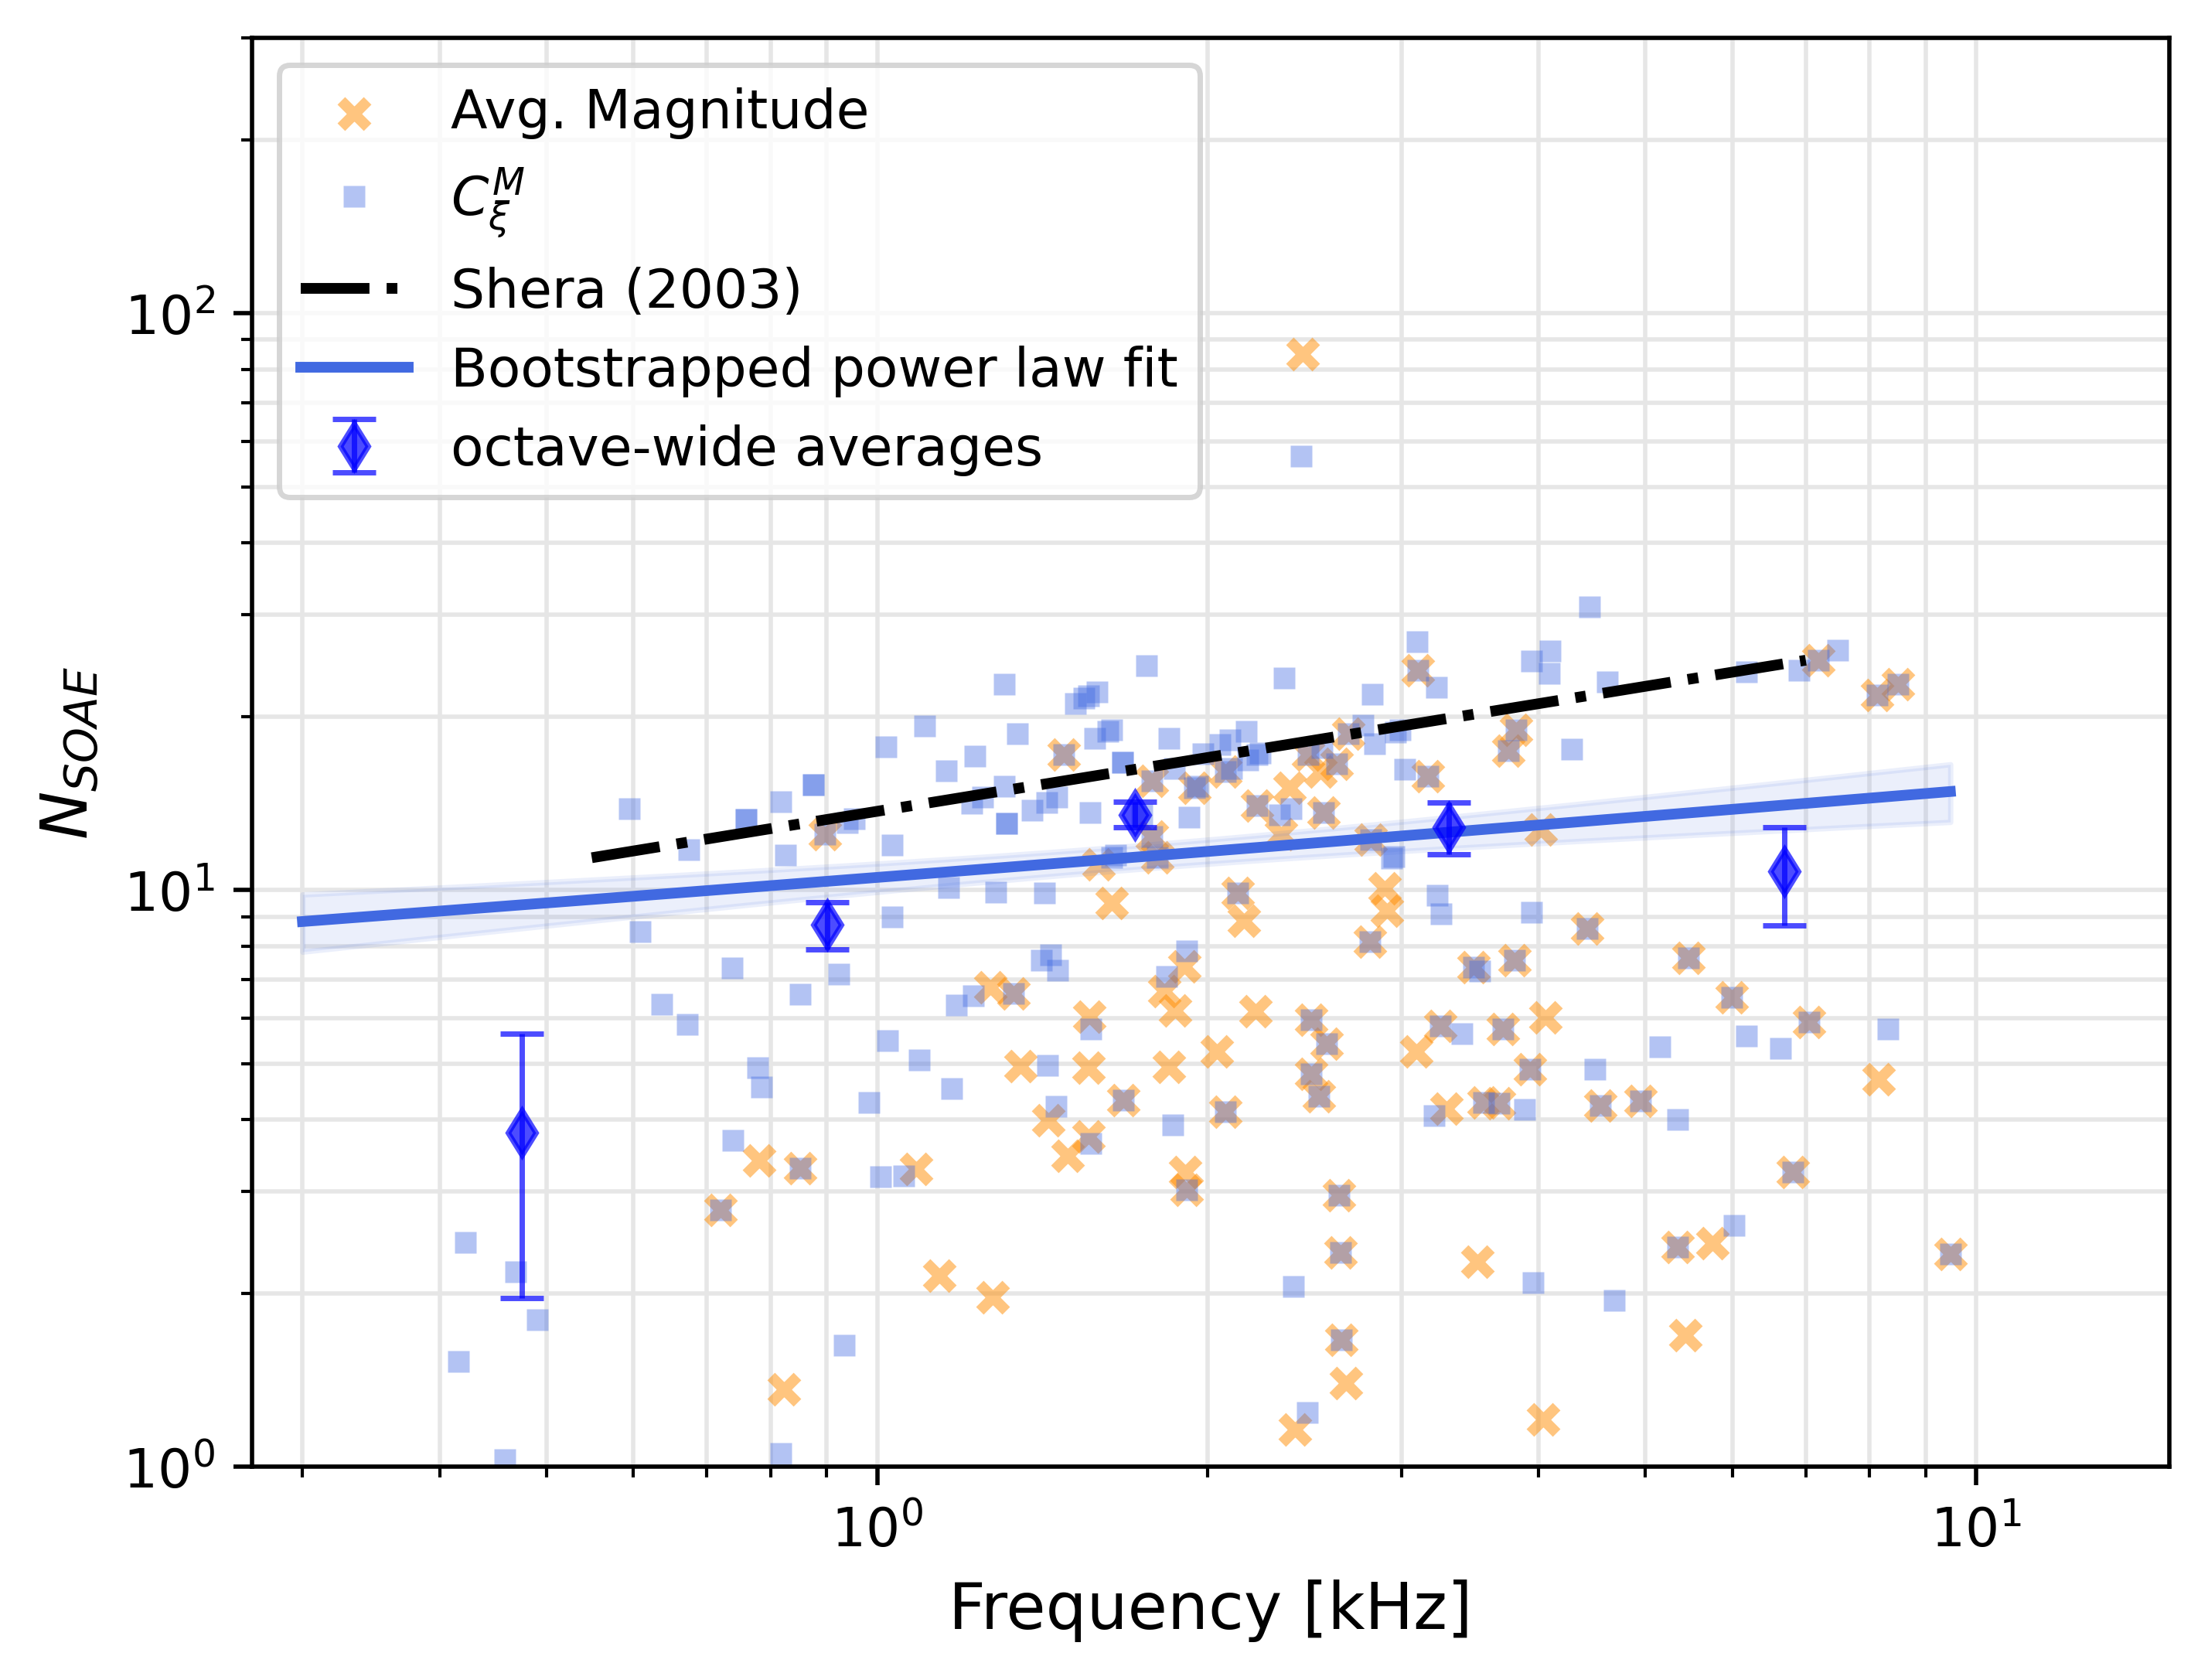 Avg. Magnitude
$C_{\xi}^{M}$
Shera (2003)
Bootstrapped power law fit
octave-wide averages
$N_{SOAE}$
$10^2$
$10^1$
$10^0$
$10^0$ $10^1$
Frequency [kHz]